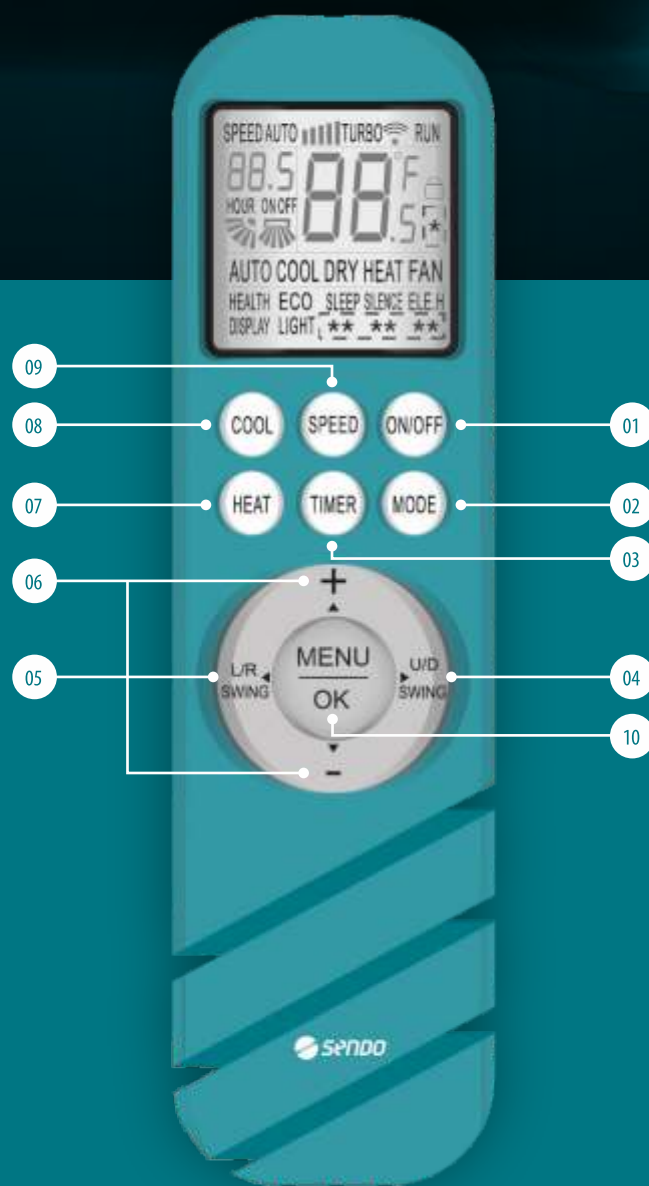 SPEED AUTO TURBO RUN
88.5 88.5 °F
HOUR ON OFF
*
AUTO COOL DRY HEAT FAN
HEALTH ECO SLEEP SILENCE ELE.H
DISPLAY LIGHT ** ** **
09
08 COOL SPEED ON/OFF 01
07 HEAT TIMER MODE 02
03
06 +
05 L/R SWING MENU OK U/D SWING 04
10
-
SENDO